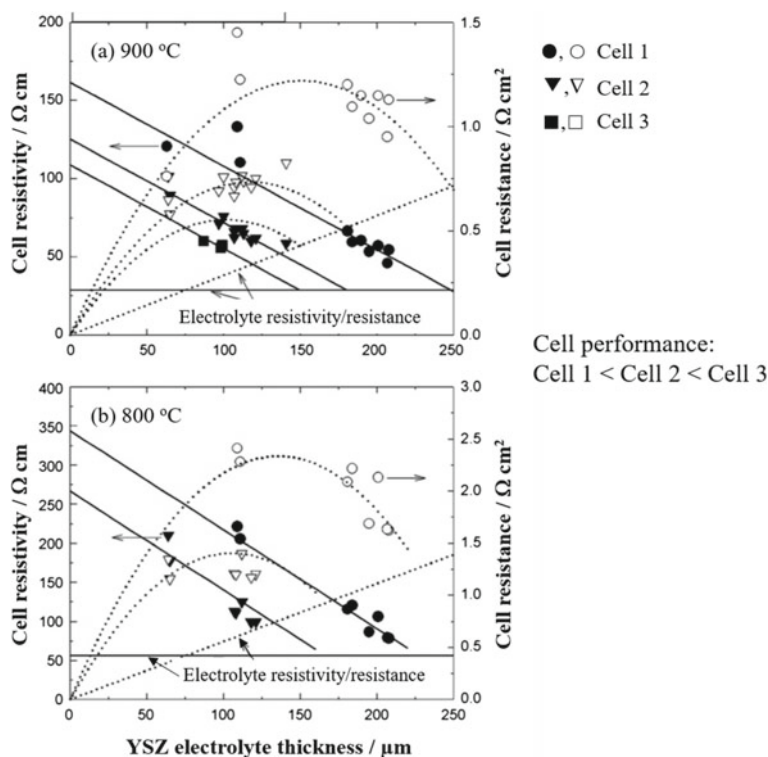 (a) 900 °C
Cell resistivity / Ω cm
200
150
100
50
0
1.5
1.0
0.5
0.0
Cell resistance / Ω cm²
Electrolyte resistivity/resistance
0 50 100 150 200 250
●, ○ Cell 1
▼,▽ Cell 2
■, □ Cell 3
Cell performance:
Cell 1 < Cell 2 < Cell 3
(b) 800 °C
Cell resistivity / Ω cm
400
350
300
250
200
150
100
50
0
3.0
2.5
2.0
1.5
1.0
0.5
0.0
Cell resistance / Ω cm²
Electrolyte resistivity/resistance
0 50 100 150 200 250
YSZ electrolyte thickness / µm